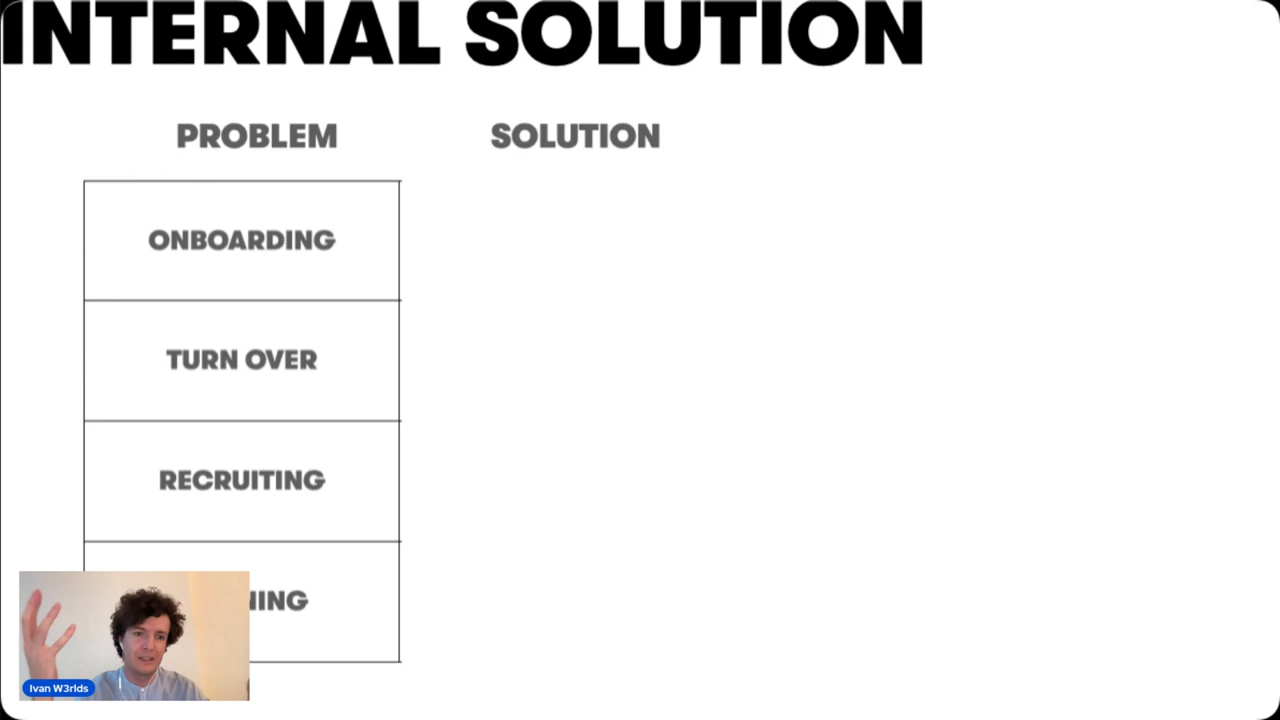 INTERNAL SOLUTION
PROBLEM SOLUTION
ONBOARDING
TURN OVER
RECRUITING
Ivan W3rlds